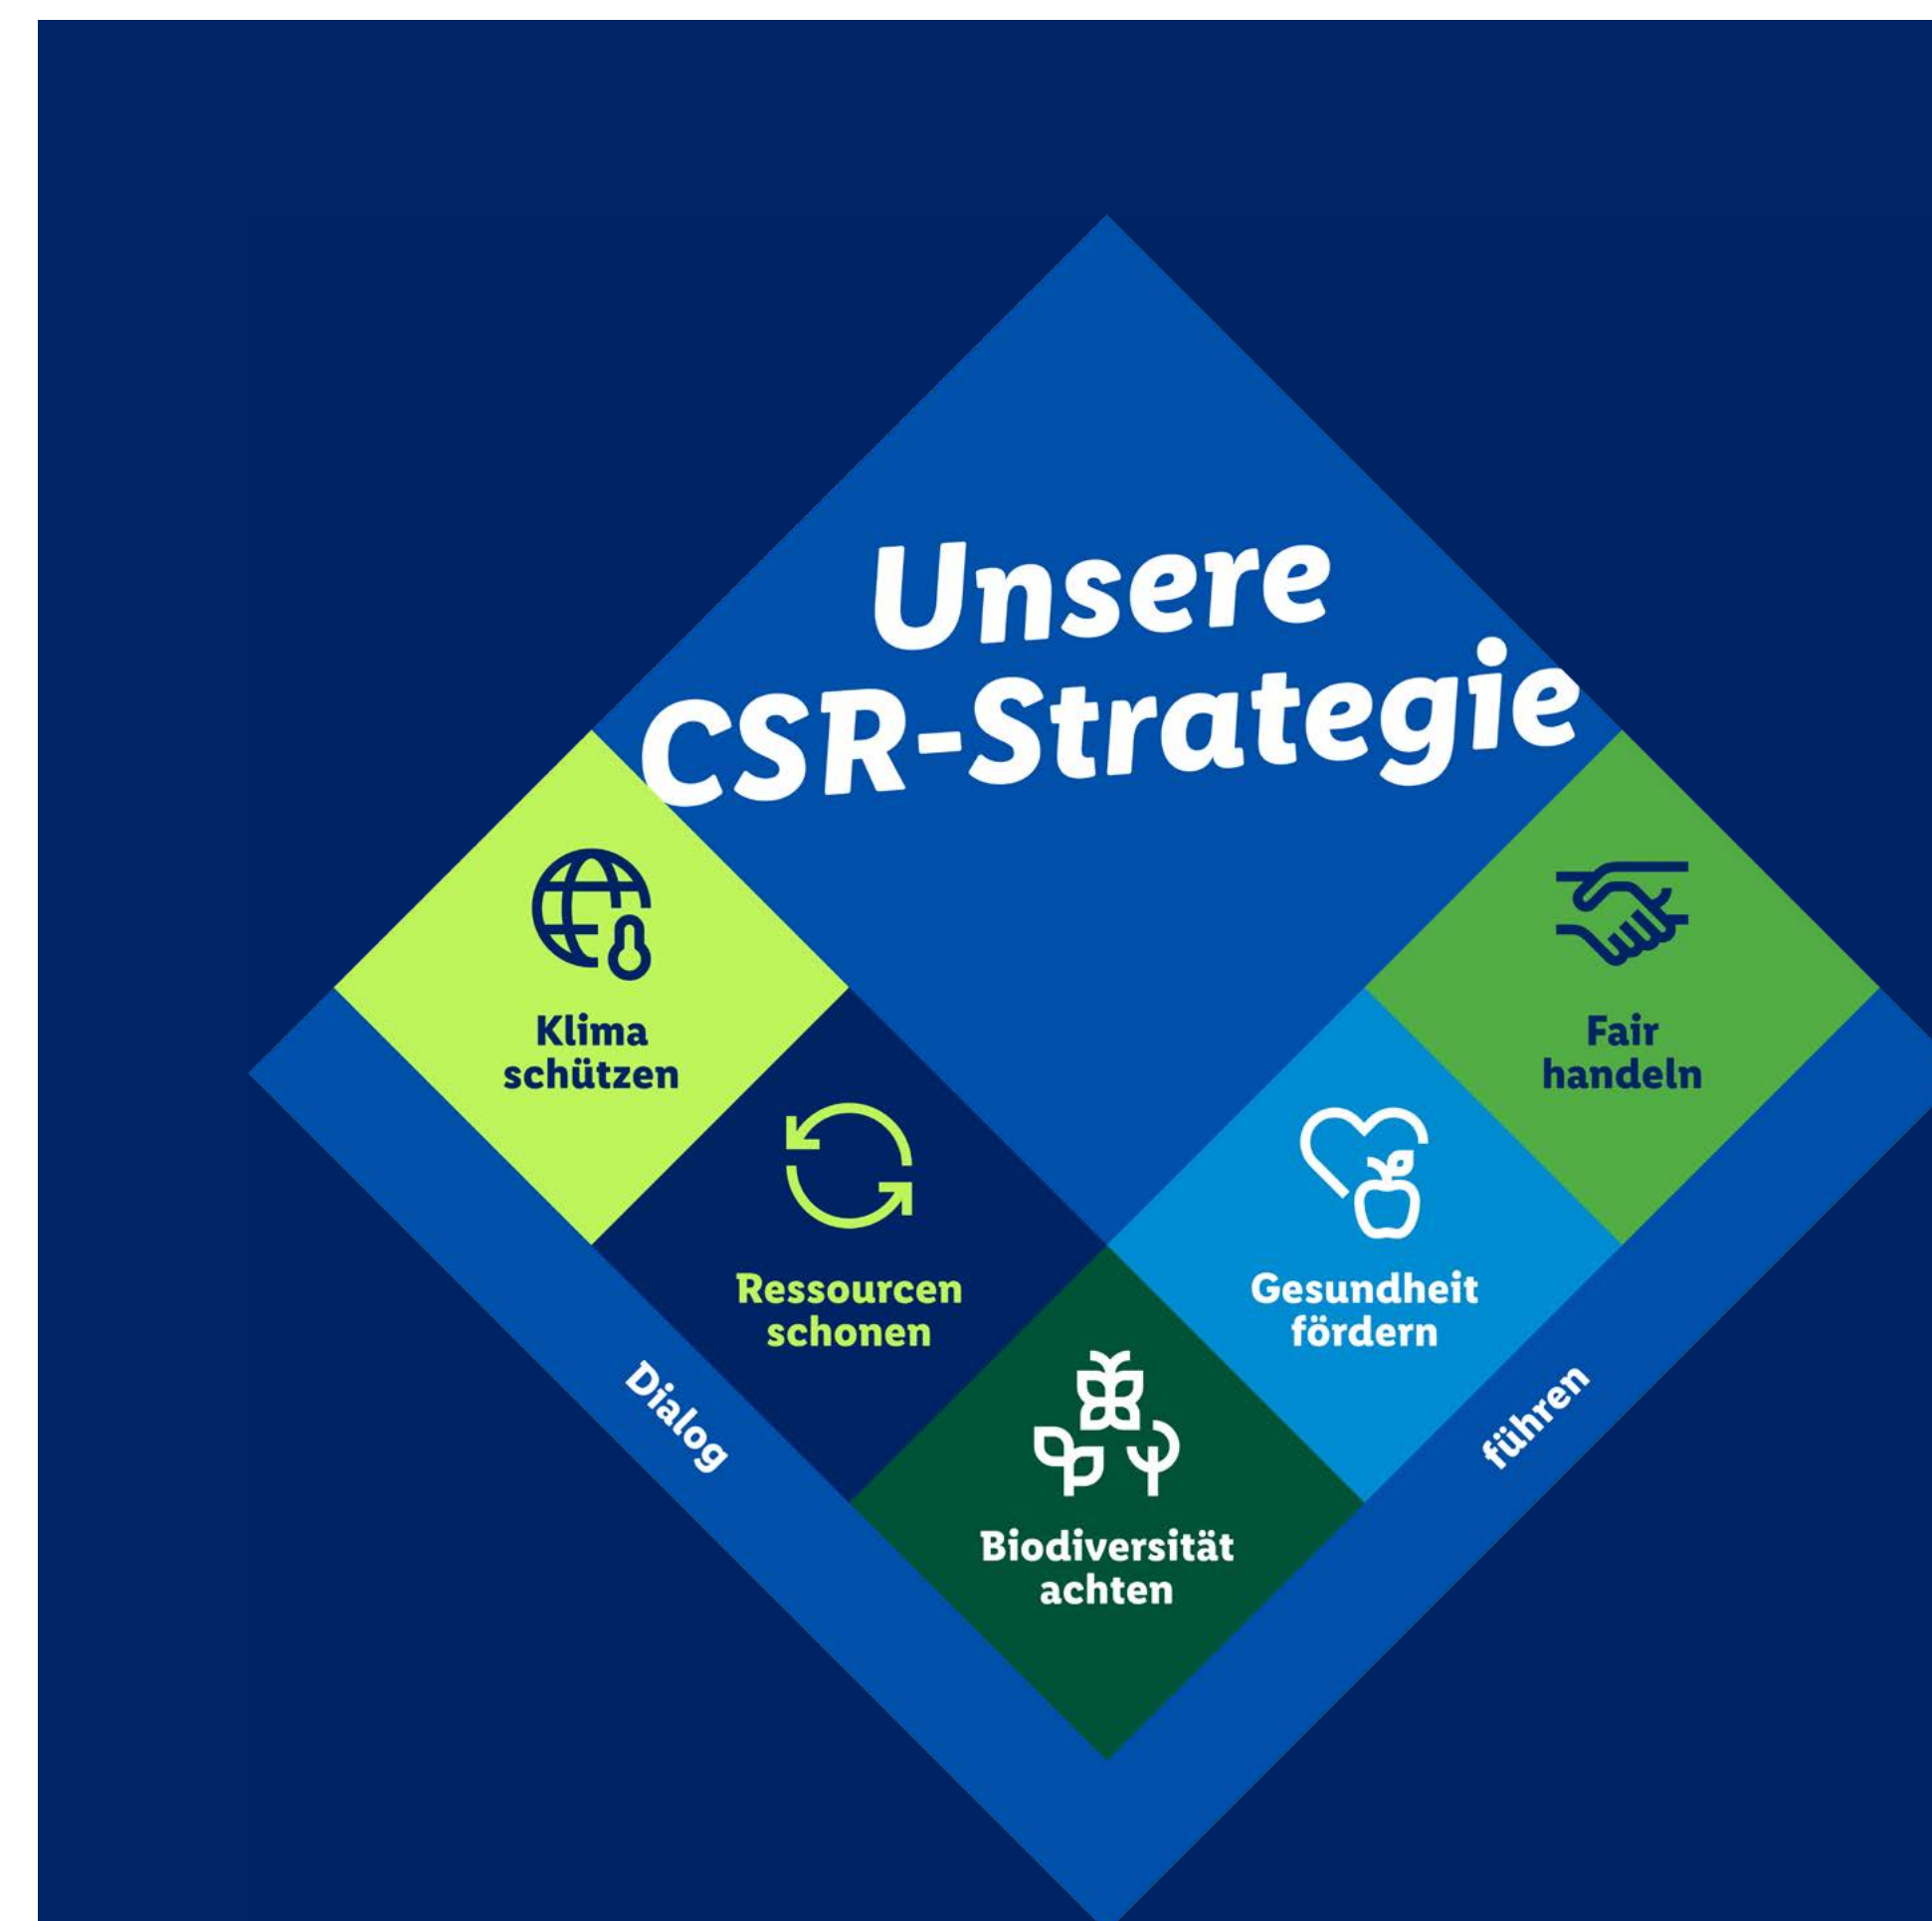 Unsere
CSR-Strategie
Klima
schützen
Ressourcen
schonen
Biodiversität
achten
Gesundheit
fördern
Fair
handeln
Dialog
führen